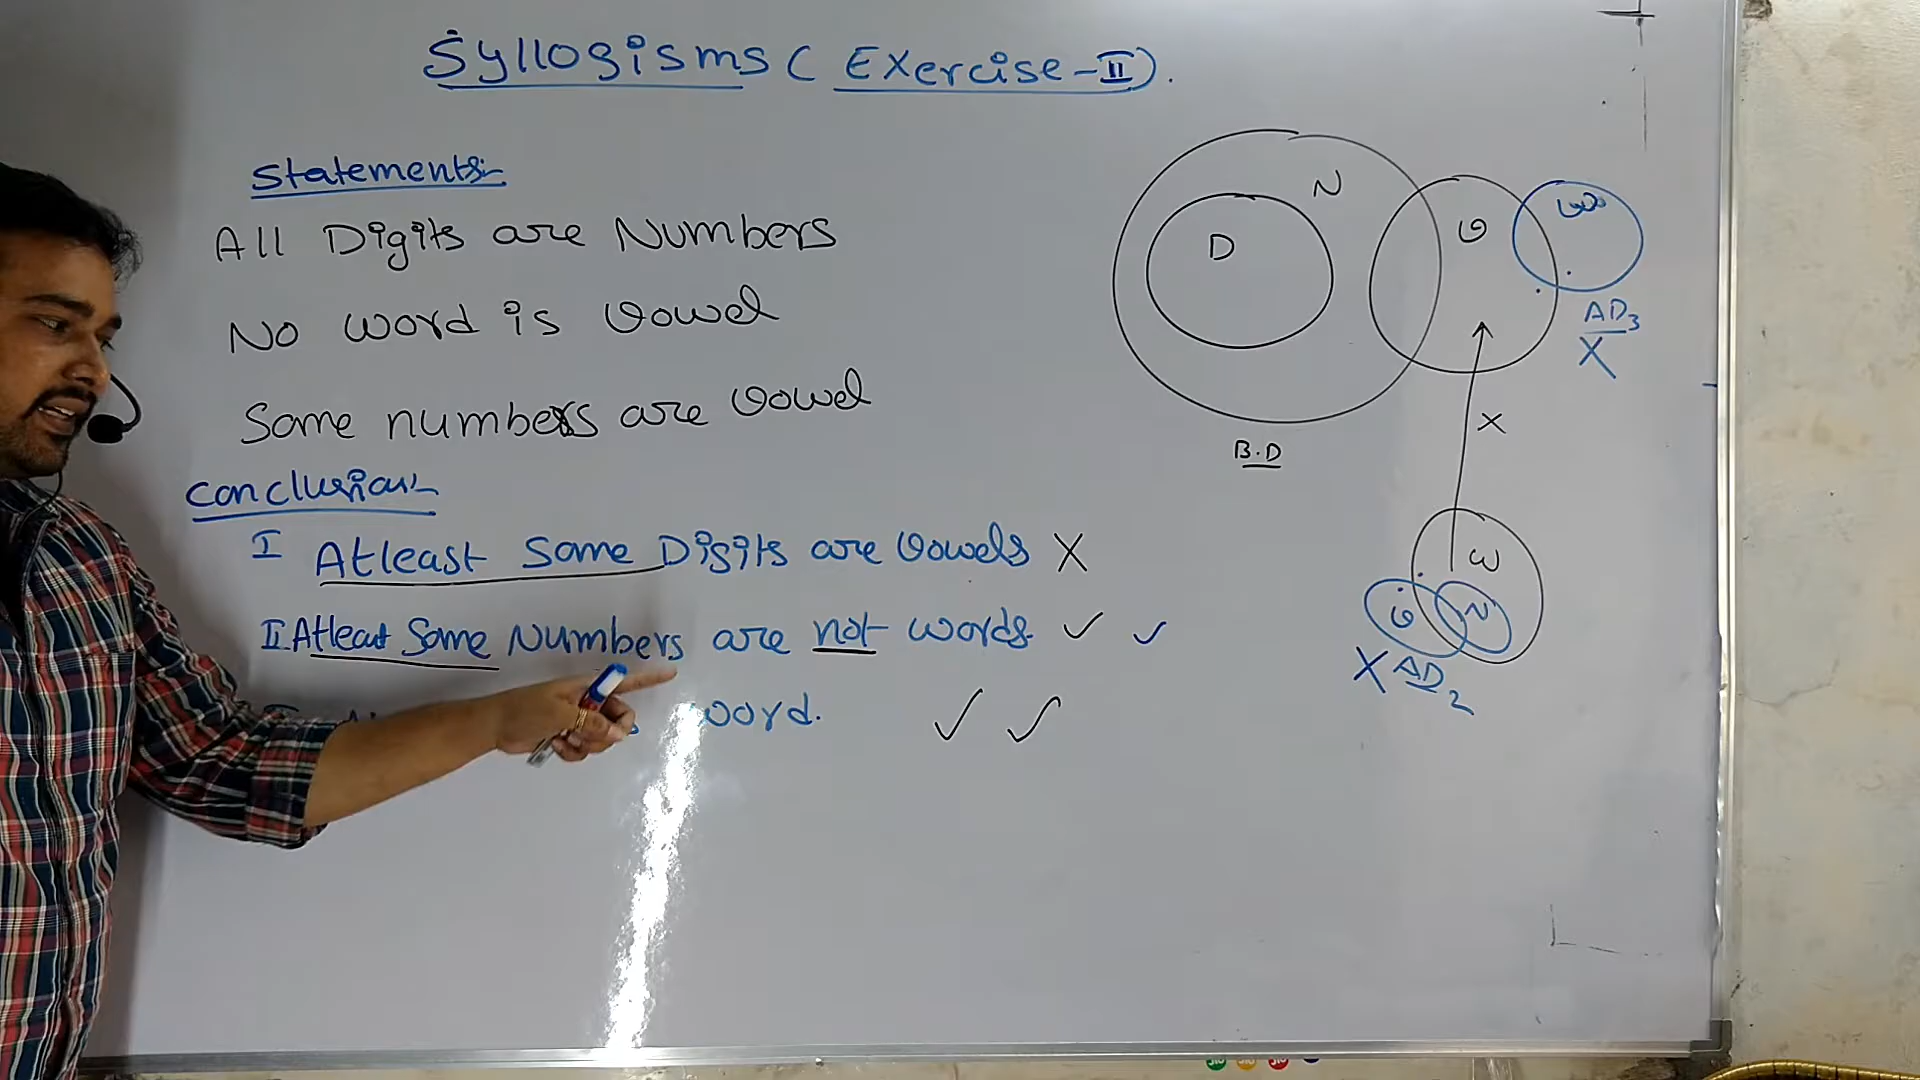 Syllogisms (Exercise-II).
Statements:-
All Digits are Numbers
No word is Vowel
Some numbers are Vowel
Conclusion:-
I Atleast Some Digits are Vowels X
II. Atleast Some Numbers are not words. ✓ ✓
word. ✓ ✓
N
D
V
W
AD3
X
B.D
X
W
V
N
X AD2